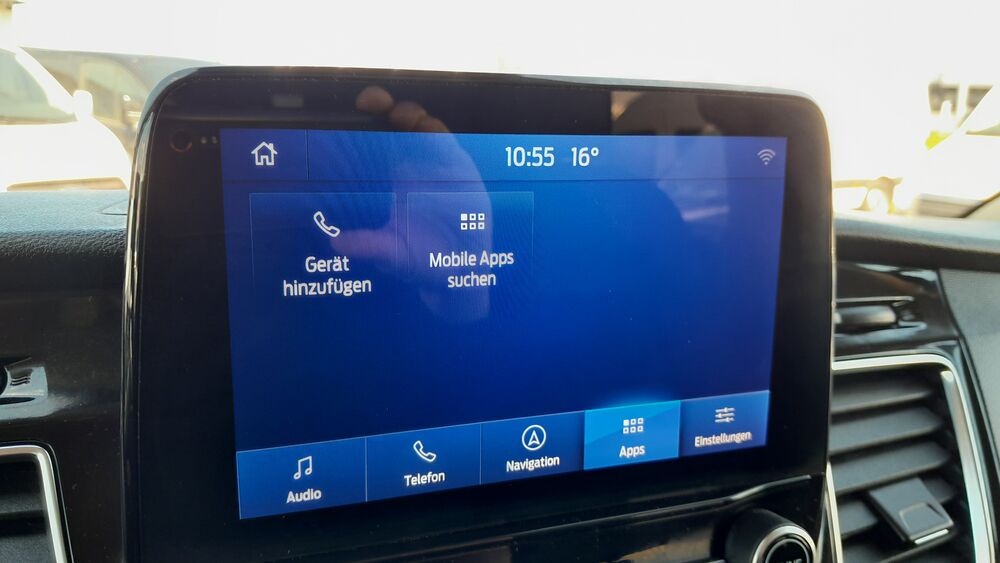 10:55 16°
Gerät
hinzufügen
Mobile Apps
suchen
Audio
Telefon
Navigation
Apps
Einstellungen